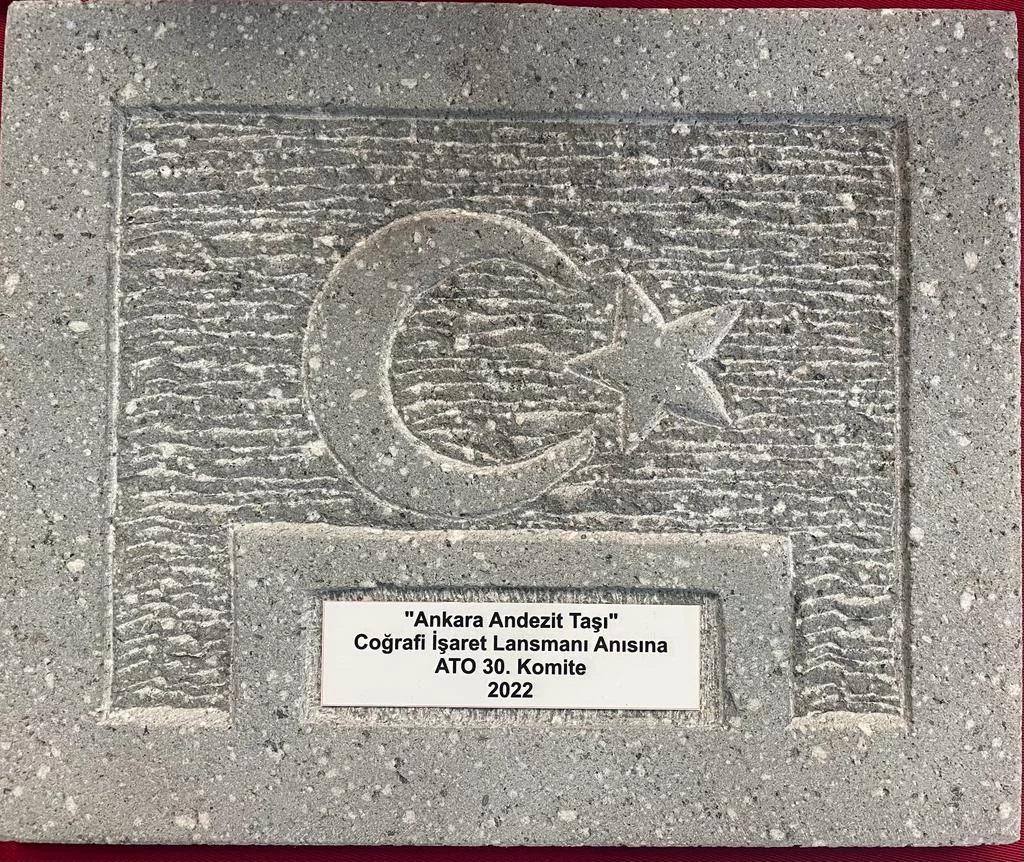 "Ankara Andezit Taşı"
Coğrafi İşaret Lansmanı Anısına
ATO 30. Komite
2022